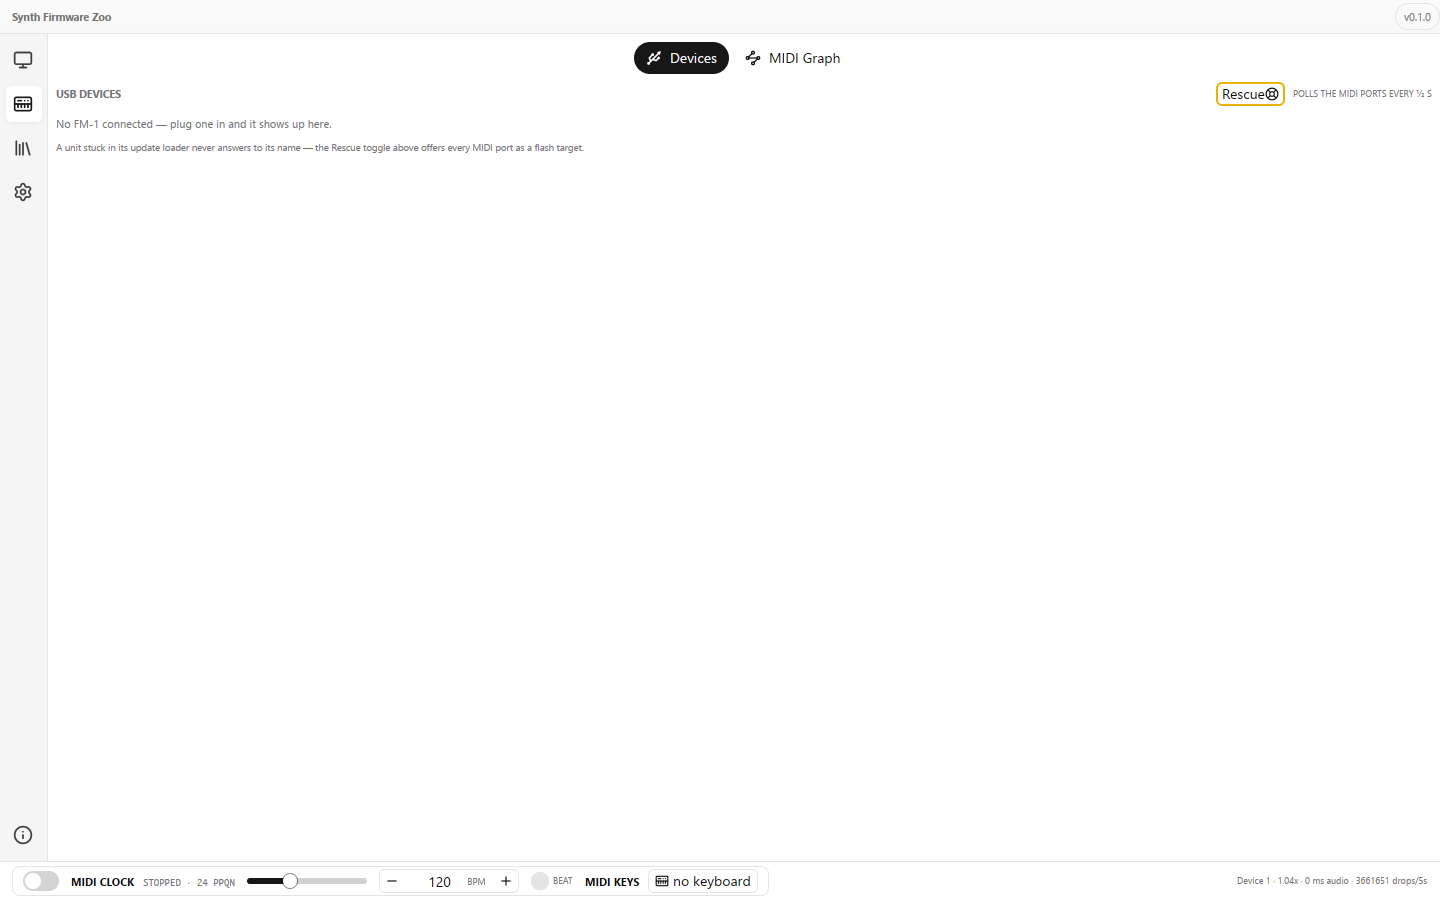 Synth Firmware Zoo
v0.1.0
Devices
MIDI Graph
USB DEVICES
Rescue
POLLS THE MIDI PORTS EVERY ½ S
No FM-1 connected — plug one in and it shows up here.
A unit stuck in its update loader never answers to its name — the Rescue toggle above offers every MIDI port as a flash target.
MIDI CLOCK
STOPPED · 24 PPQN
− 120 BPM +
BEAT
MIDI KEYS
no keyboard
Device 1 · 1.04x · 0 ms audio · 3661651 drops/5s